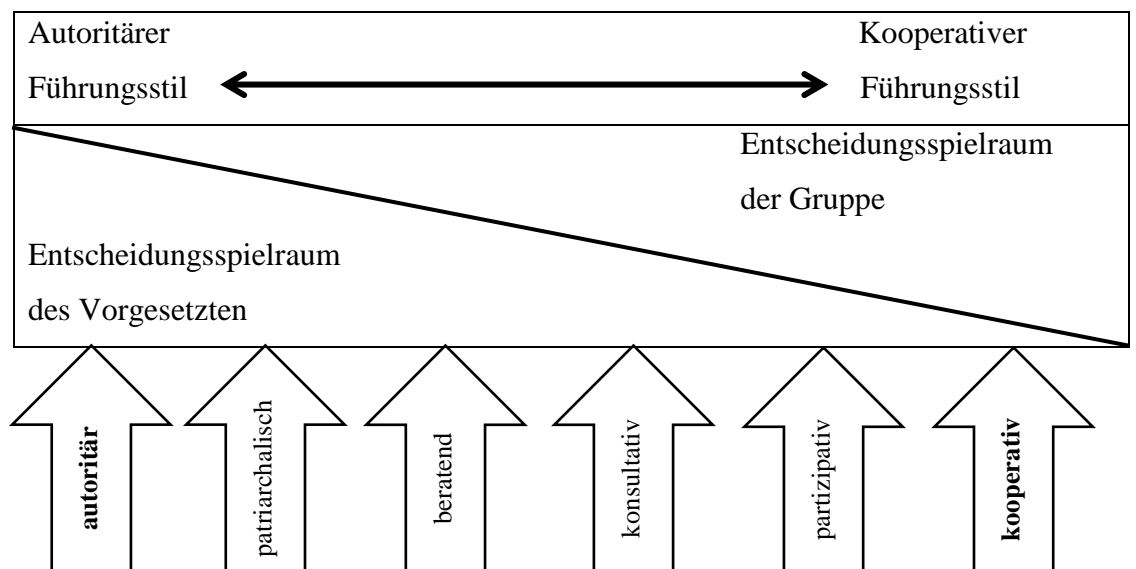 Autoritärer
Führungsstil
Kooperativer
Führungsstil
Entscheidungsspielraum
der Gruppe
Entscheidungsspielraum
des Vorgesetzten
autoritär
patriarchalisch
beratend
konsultativ
partizipativ
kooperativ